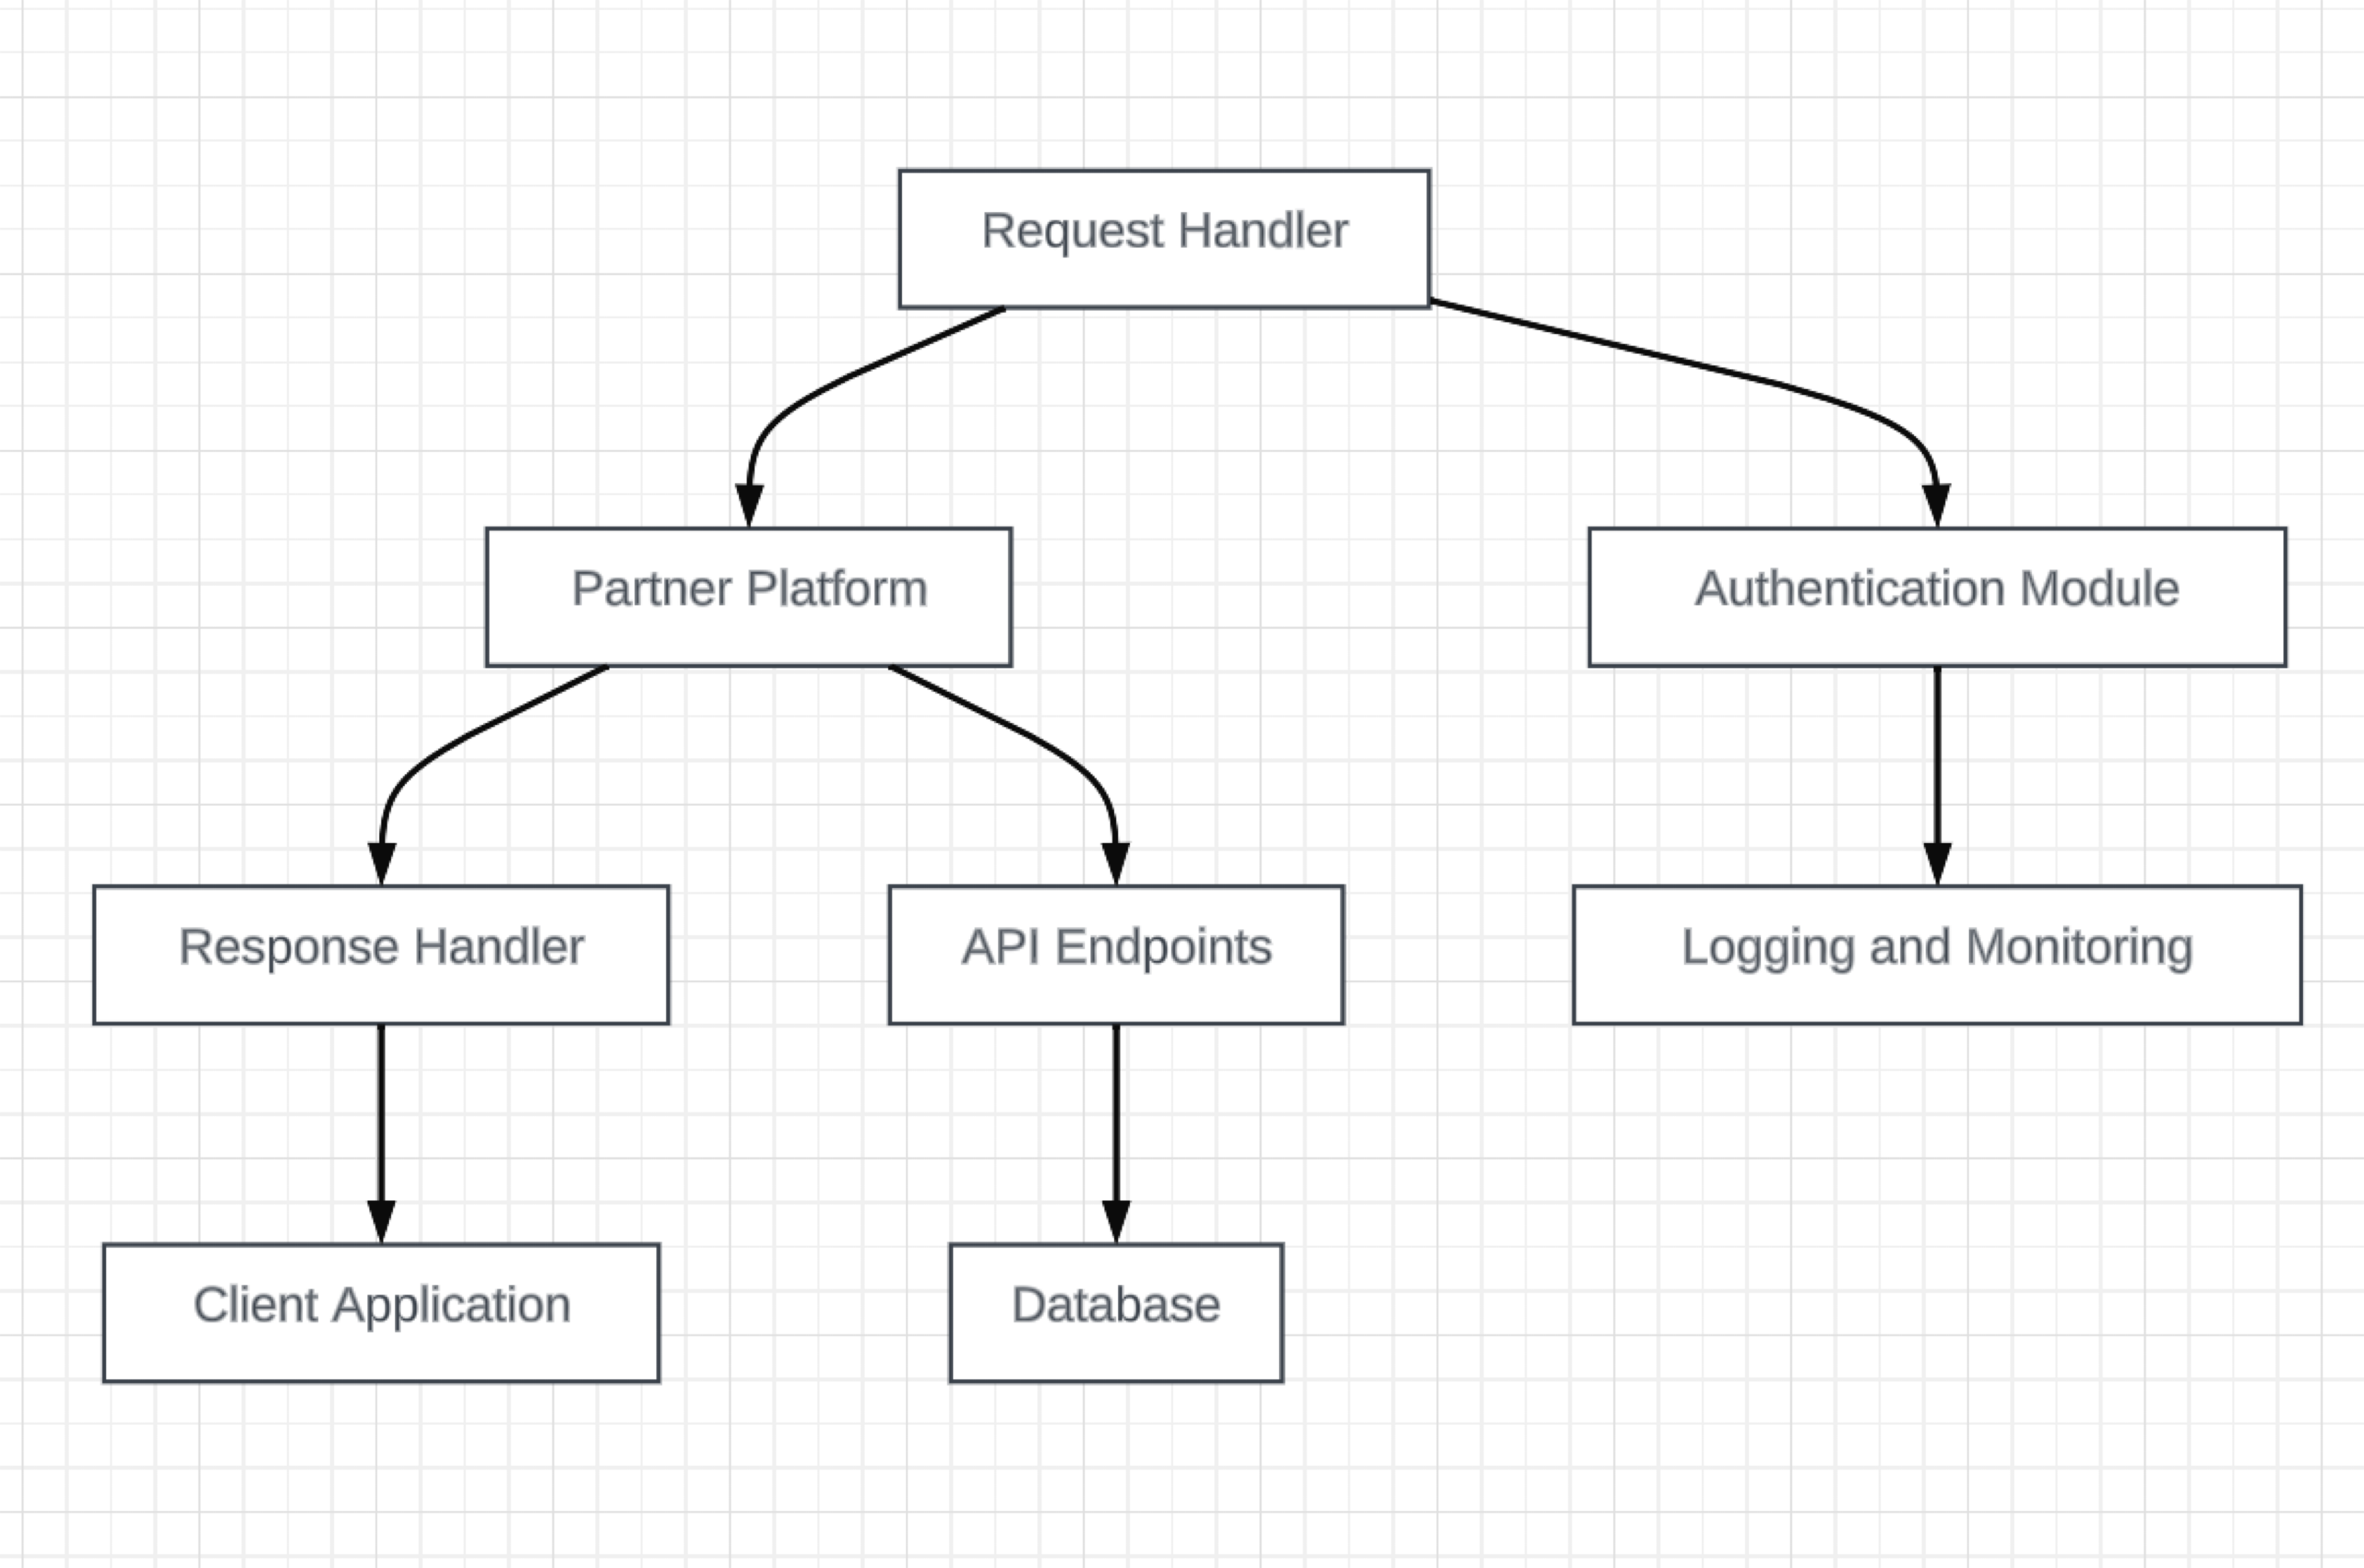 Request Handler
Partner Platform
Authentication Module
Response Handler
API Endpoints
Logging and Monitoring
Client Application
Database